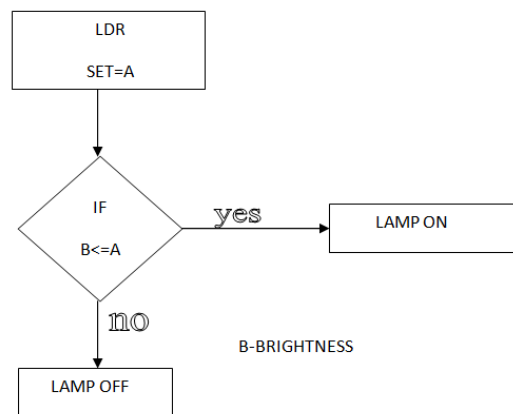 LDR
SET=A
IF
B<=A
yes
LAMP ON
no
B-BRIGHTNESS
LAMP OFF